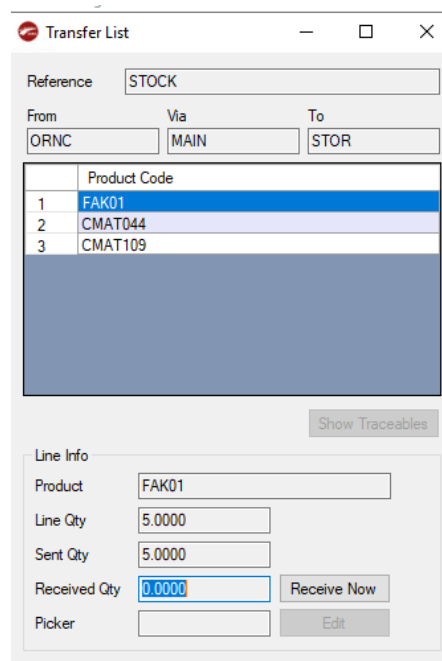 Transfer List
Reference STOCK
From Via To
ORNC MAIN STOR
Product Code
1 FAK01
2 CMAT044
3 CMAT109
Show Traceables
Line Info
Product FAK01
Line Qty 5.0000
Sent Qty 5.0000
Received Qty 0.0000 Receive Now
Picker Edit